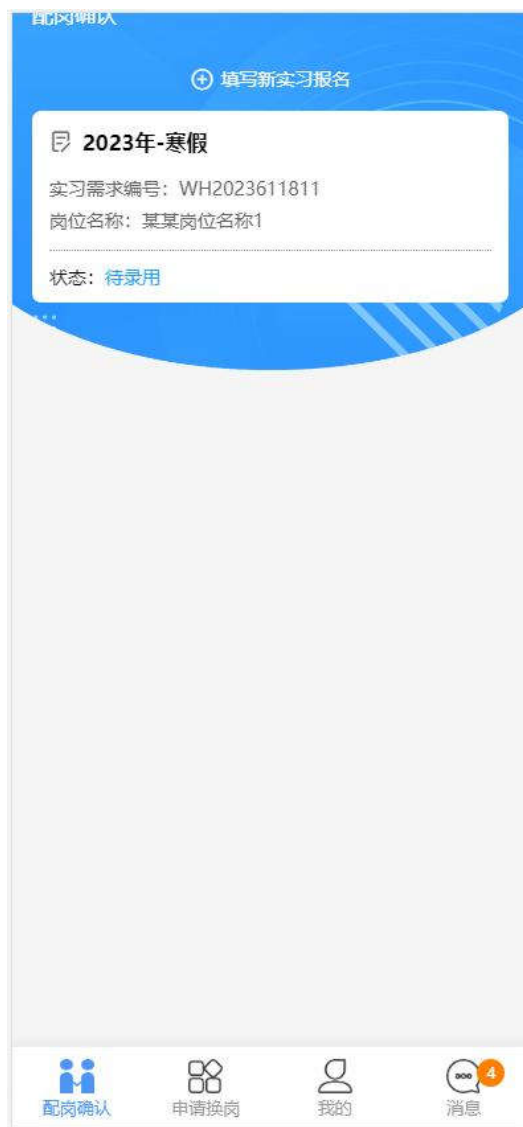 配岗确认
填写新实习报名
2023年-寒假
实习需求编号：WH2023611811
岗位名称：某某岗位名称1
状态：待录用
配岗确认
申请换岗
我的
消息
4